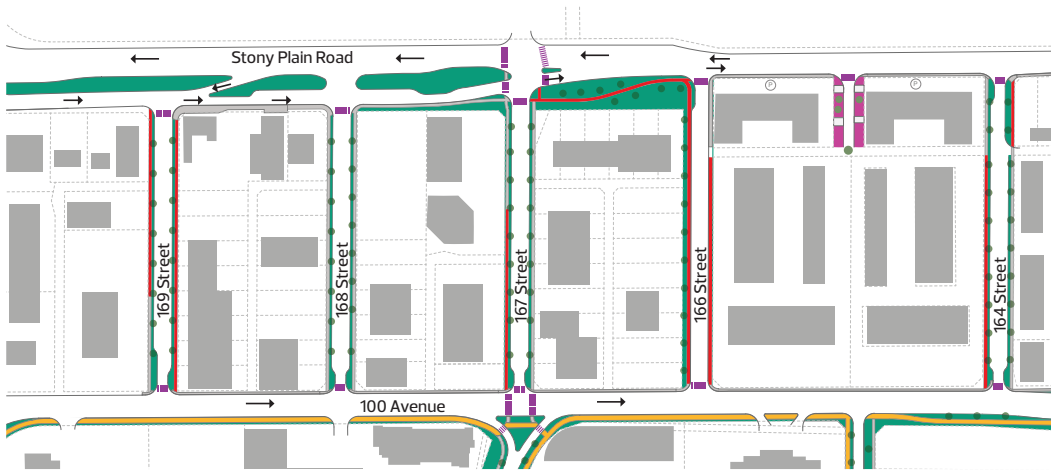 Stony Plain Road
P
P
169 Street
168 Street
167 Street
166 Street
164 Street
100 Avenue